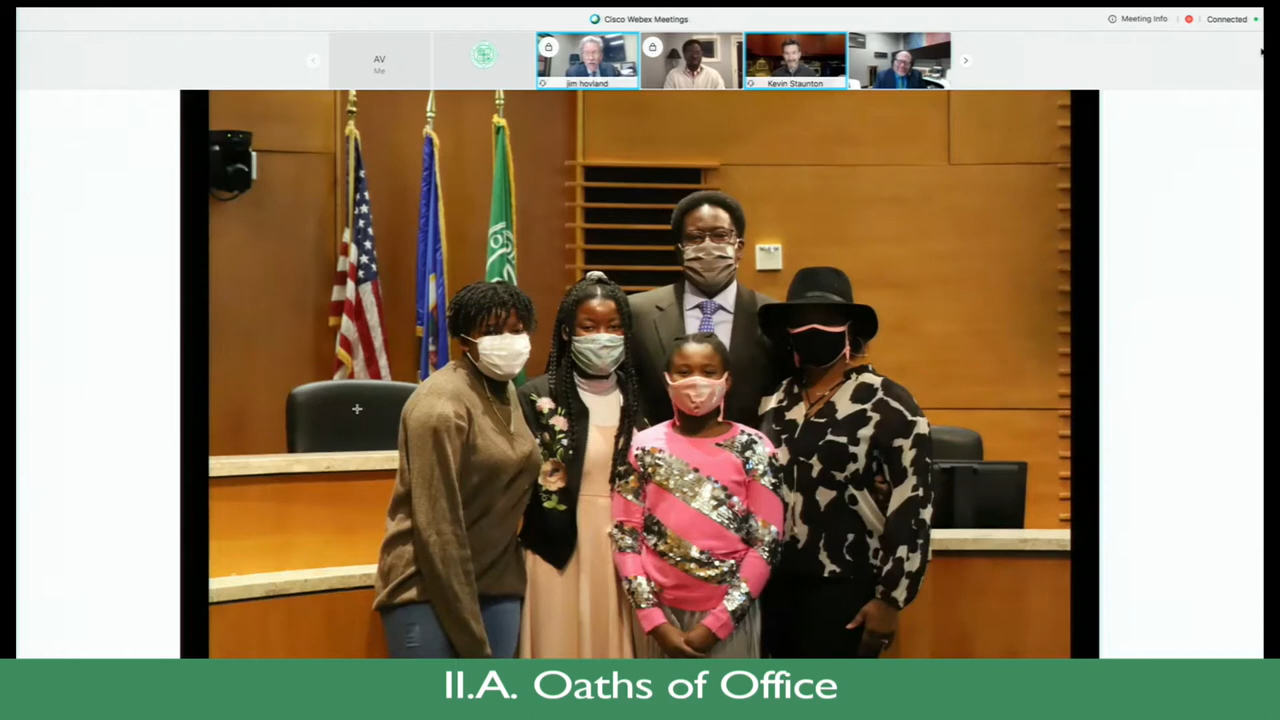 Cisco Webex Meetings
Meeting Info
Connected
AV
Me
jim hovland
Kevin Staunton
II.A. Oaths of Office